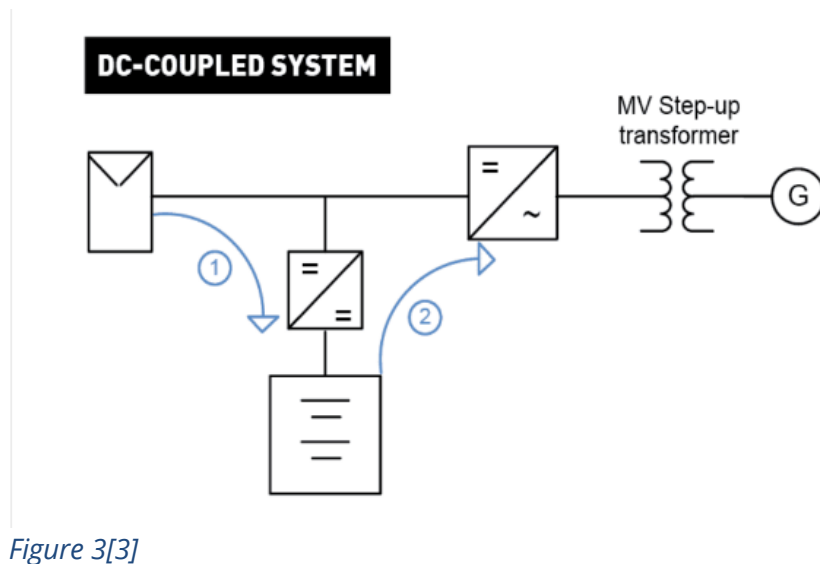 DC-COUPLED SYSTEM
MV Step-up
transformer
=
~
G
1
=
=
2
Figure 3[3]